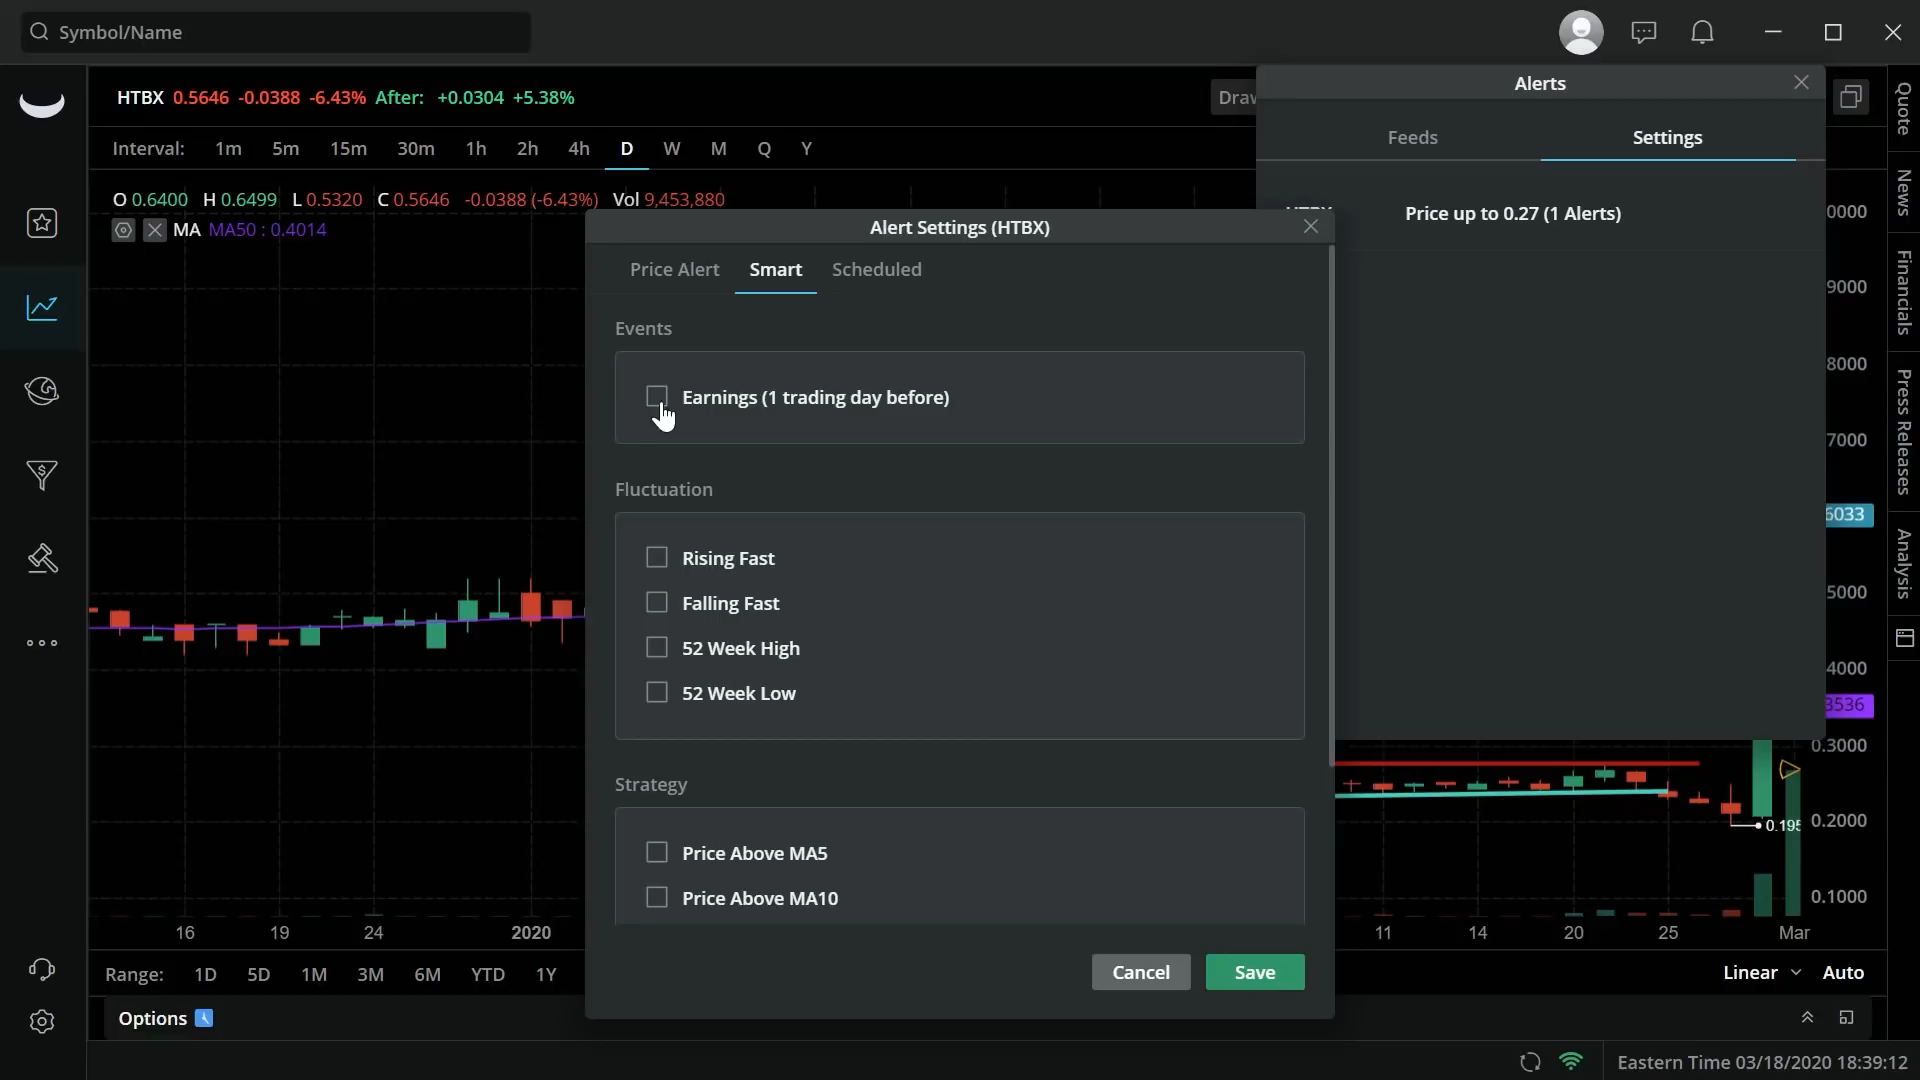 Symbol/Name
HTBX 0.5646 -0.0388 -6.43% After: +0.0304 +5.38%
Interval: 1m 5m 15m 30m 1h 2h 4h D W M Q Y
O 0.6400 H 0.6499 L 0.5320 C 0.5646 -0.0388 (-6.43%) Vol 9,453,880
MA MA50 : 0.4014
Alerts
Feeds Settings
Price up to 0.27 (1 Alerts)
Alert Settings (HTBX)
Price Alert Smart Scheduled
Events
Earnings (1 trading day before)
Fluctuation
Rising Fast
Falling Fast
52 Week High
52 Week Low
Strategy
Price Above MA5
Price Above MA10
Cancel Save
0000
9000
8000
7000
6033
5000
4000
3536
0.3000
0.2000
0.1000
0.195
16 19 24 2020 11 14 20 25 Mar
Range: 1D 5D 1M 3M 6M YTD 1Y
Linear Auto
Options
Quote
News
Financials
Press Releases
Analysis
Eastern Time 03/18/2020 18:39:12